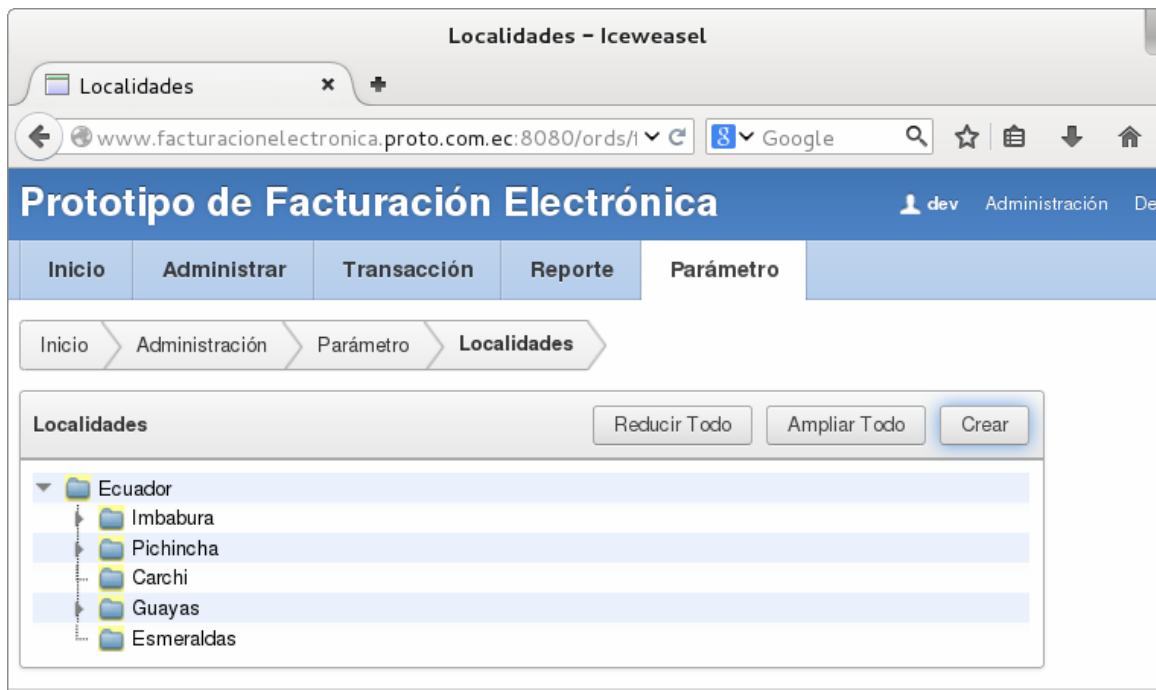 Localidades - Iceweasel
Localidades
www.facturacionelectronica.proto.com.ec:8080/ords/f Google
Prototipo de Facturación Electrónica dev Administración De
Inicio Administrar Transacción Reporte Parámetro
Inicio Administración Parámetro Localidades
Localidades Reducir Todo Ampliar Todo Crear
Ecuador
Imbabura
Pichincha
Carchi
Guayas
Esmeraldas